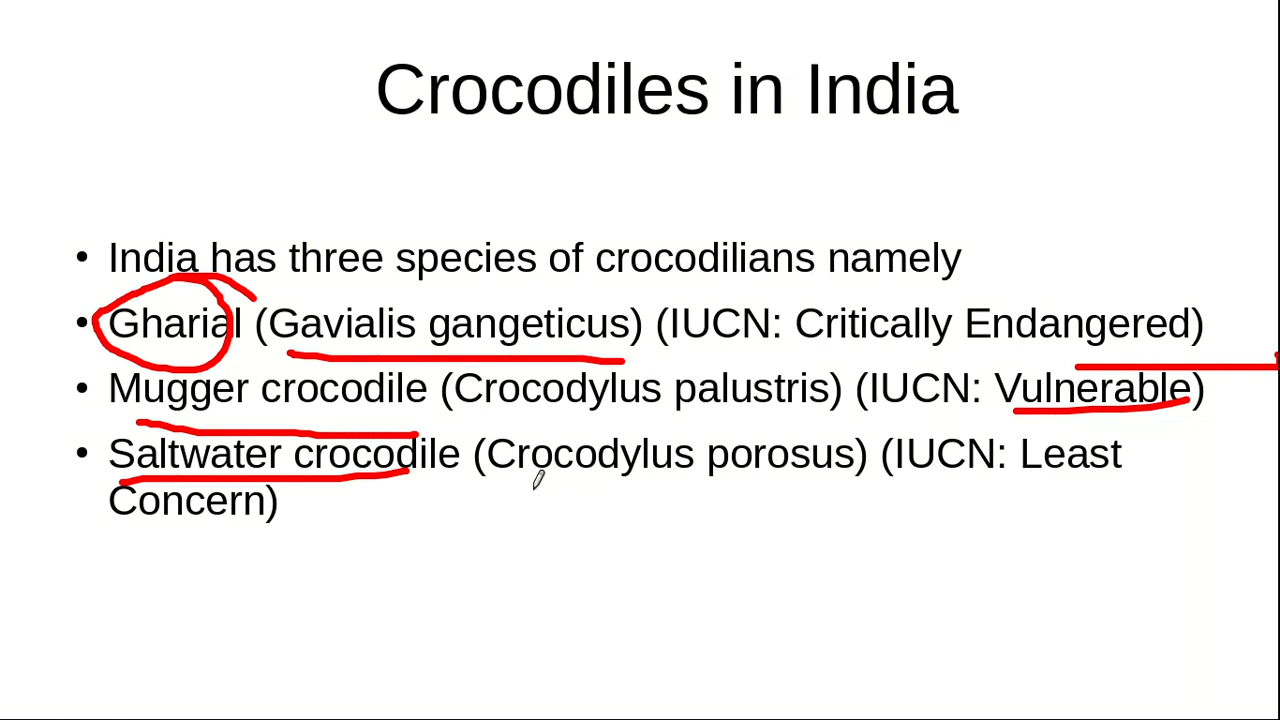 Crocodiles in India
• India has three species of crocodilians namely
• Gharial (Gavialis gangeticus) (IUCN: Critically Endangered)
• Mugger crocodile (Crocodylus palustris) (IUCN: Vulnerable)
• Saltwater crocodile (Crocodylus porosus) (IUCN: Least
Concern)